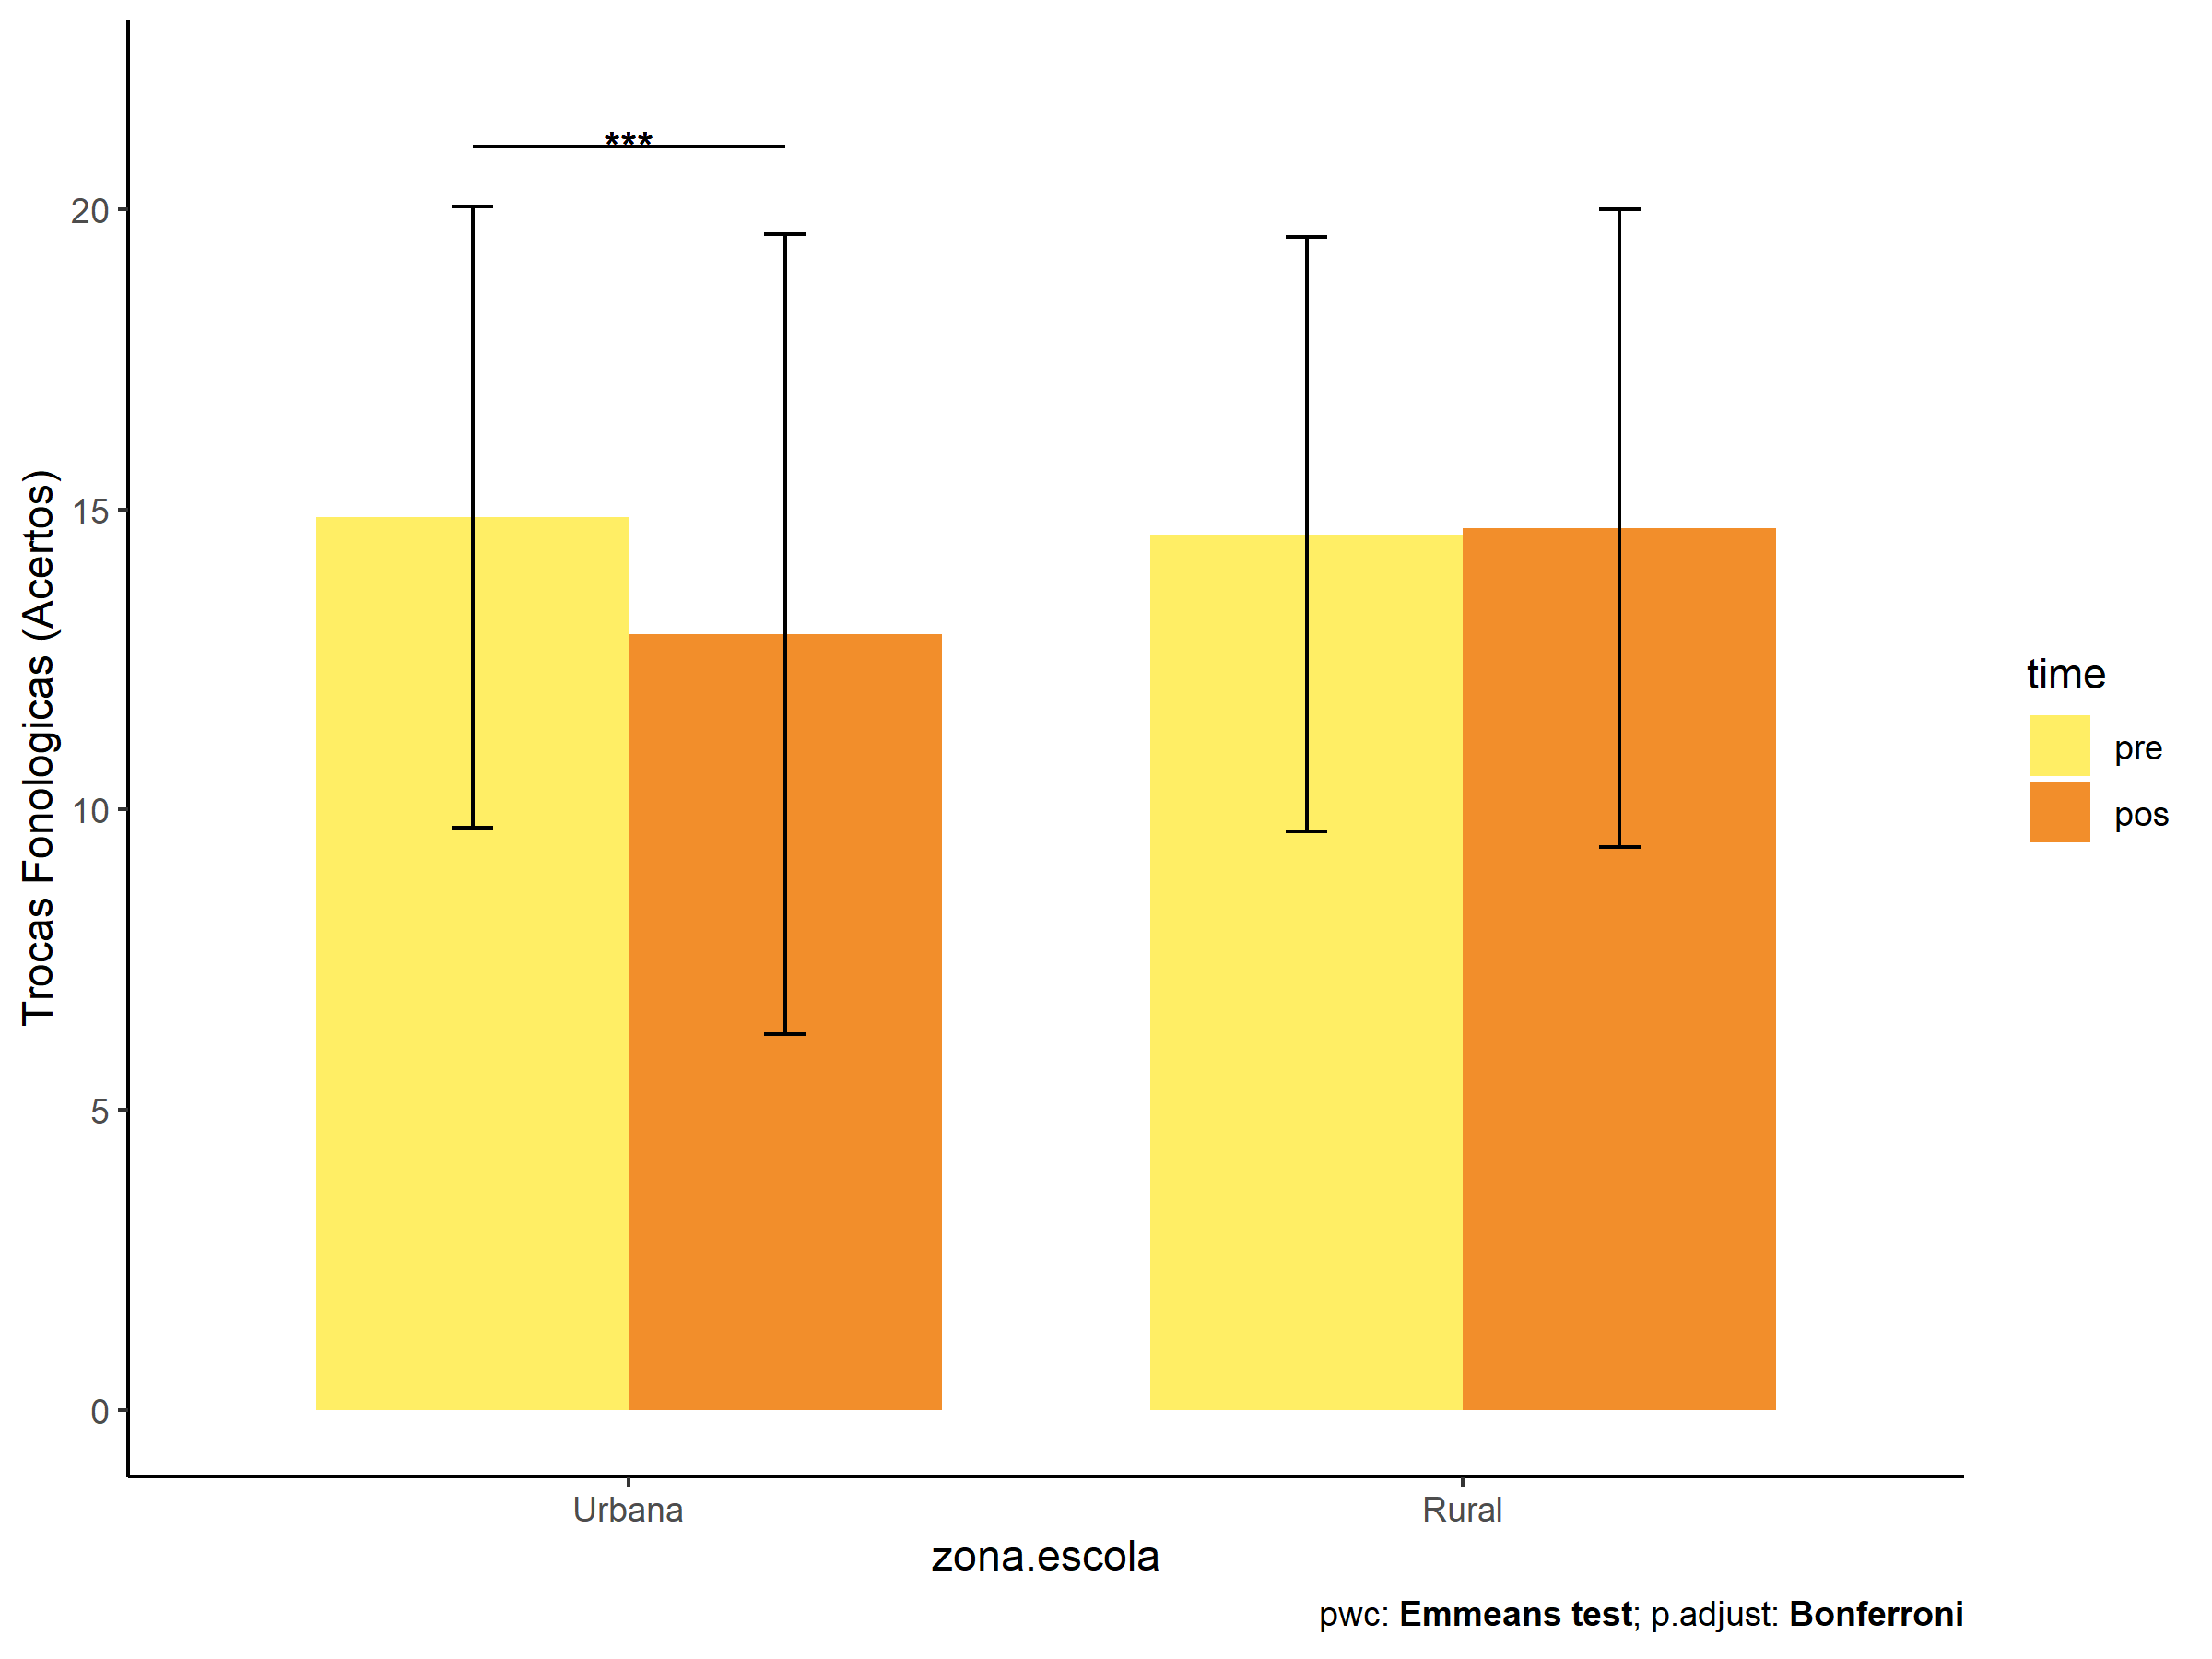 ***
20
15
10
5
0
Trocas Fonologicas (Acertos)
Urbana
Rural
zona.escola
time
pre
pos
pwc: Emmeans test; p.adjust: Bonferroni